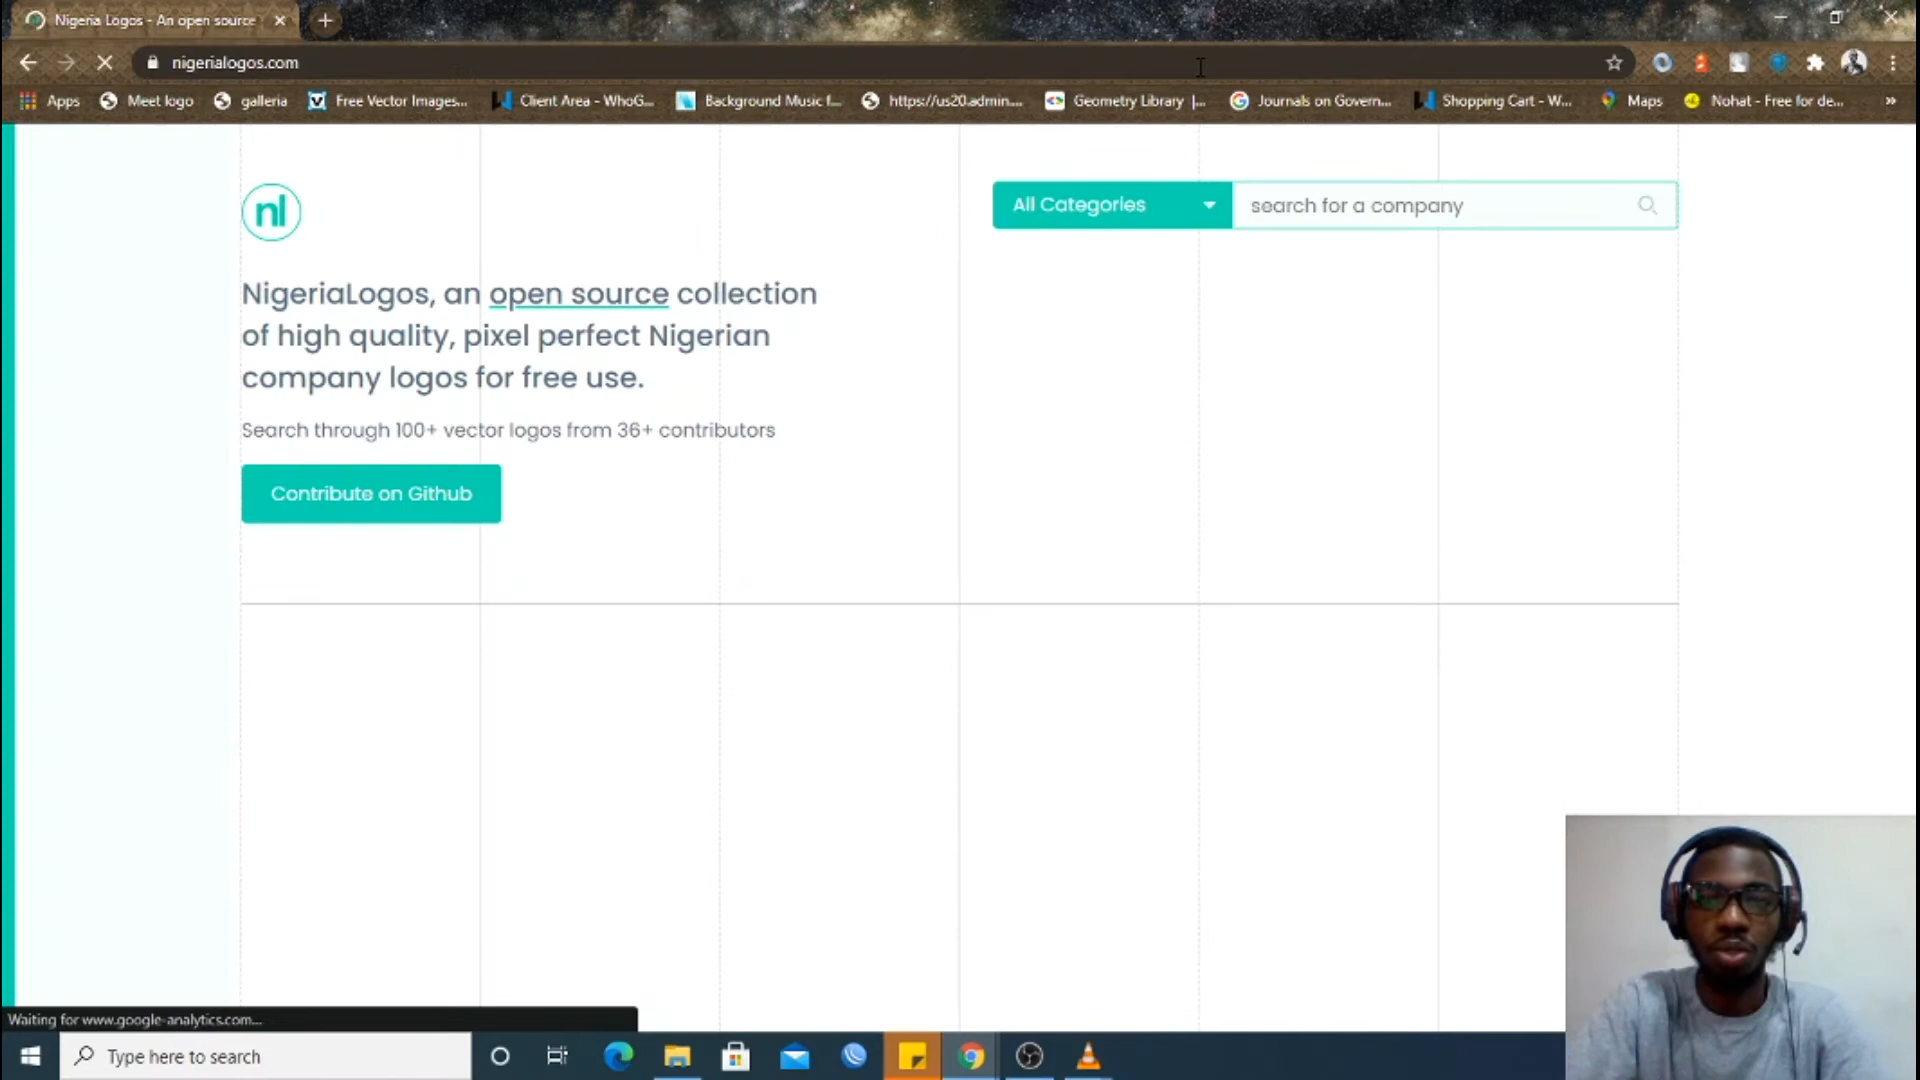 Nigeria Logos - An open source
nigerialogos.com
Apps
Meet logo
galleria
Free Vector Images...
Client Area - WhoG...
Background Music f...
https://us20.admin....
Geometry Library |...
Journals on Govern...
Shopping Cart - W...
Maps
Nohat - Free for de...
»
nl
All Categories
search for a company
NigeriaLogos, an open source collection
of high quality, pixel perfect Nigerian
company logos for free use.
Search through 100+ vector logos from 36+ contributors
Contribute on Github
Waiting for www.google-analytics.com...
Type here to search